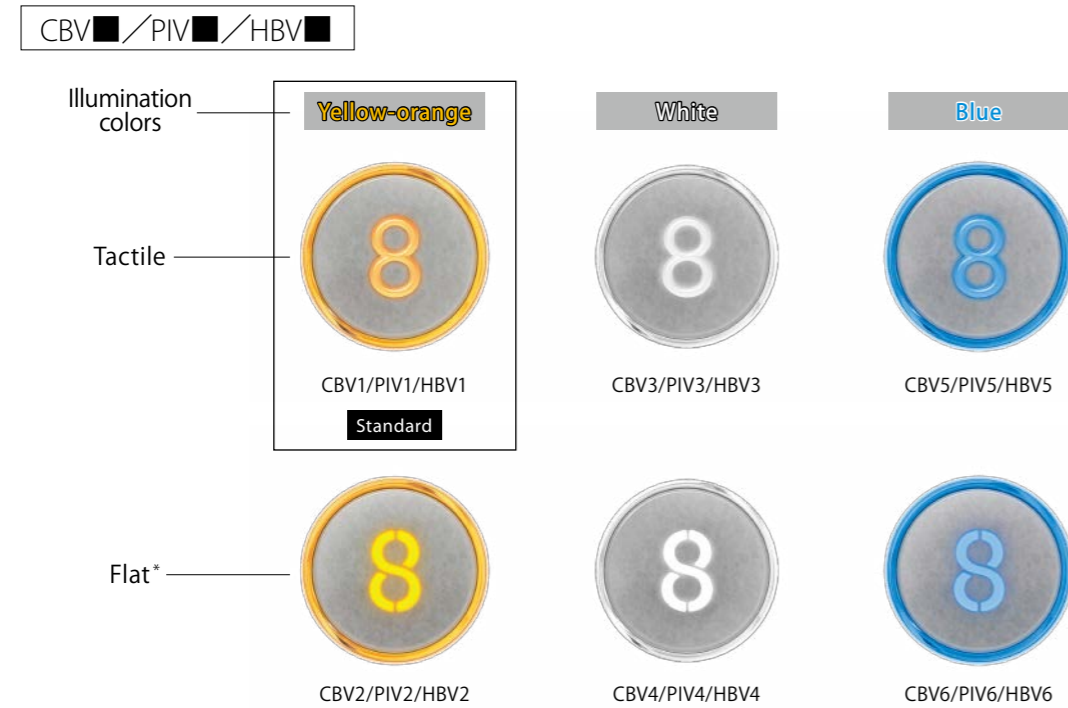 CBV■／PIV■／HBV■
Illumination
colors
Yellow-orange
White
Blue
Tactile
8
8
8
CBV1/PIV1/HBV1
CBV3/PIV3/HBV3
CBV5/PIV5/HBV5
Standard
Flat*
8
8
8
CBV2/PIV2/HBV2
CBV4/PIV4/HBV4
CBV6/PIV6/HBV6